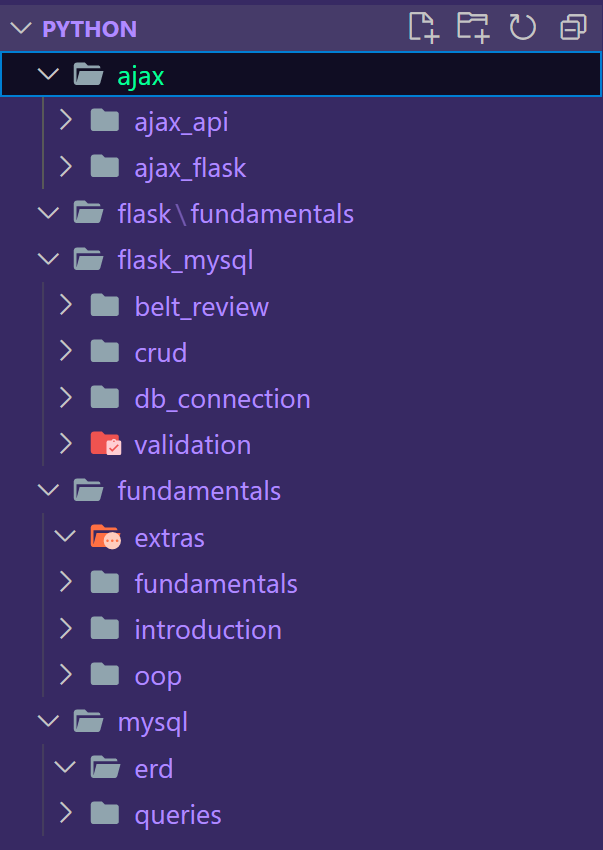 PYTHON
ajax
ajax_api
ajax_flask
flask\fundamentals
flask_mysql
belt_review
crud
db_connection
validation
fundamentals
extras
fundamentals
introduction
oop
mysql
erd
queries